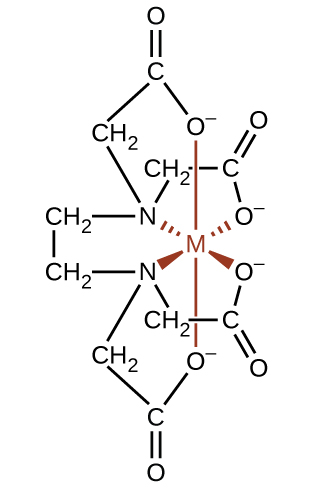 O
C
O⁻
CH₂
O
CH₂ C
CH₂ N O⁻
M
CH₂ N O⁻
CH₂ C
CH₂ O⁻ O
C
O